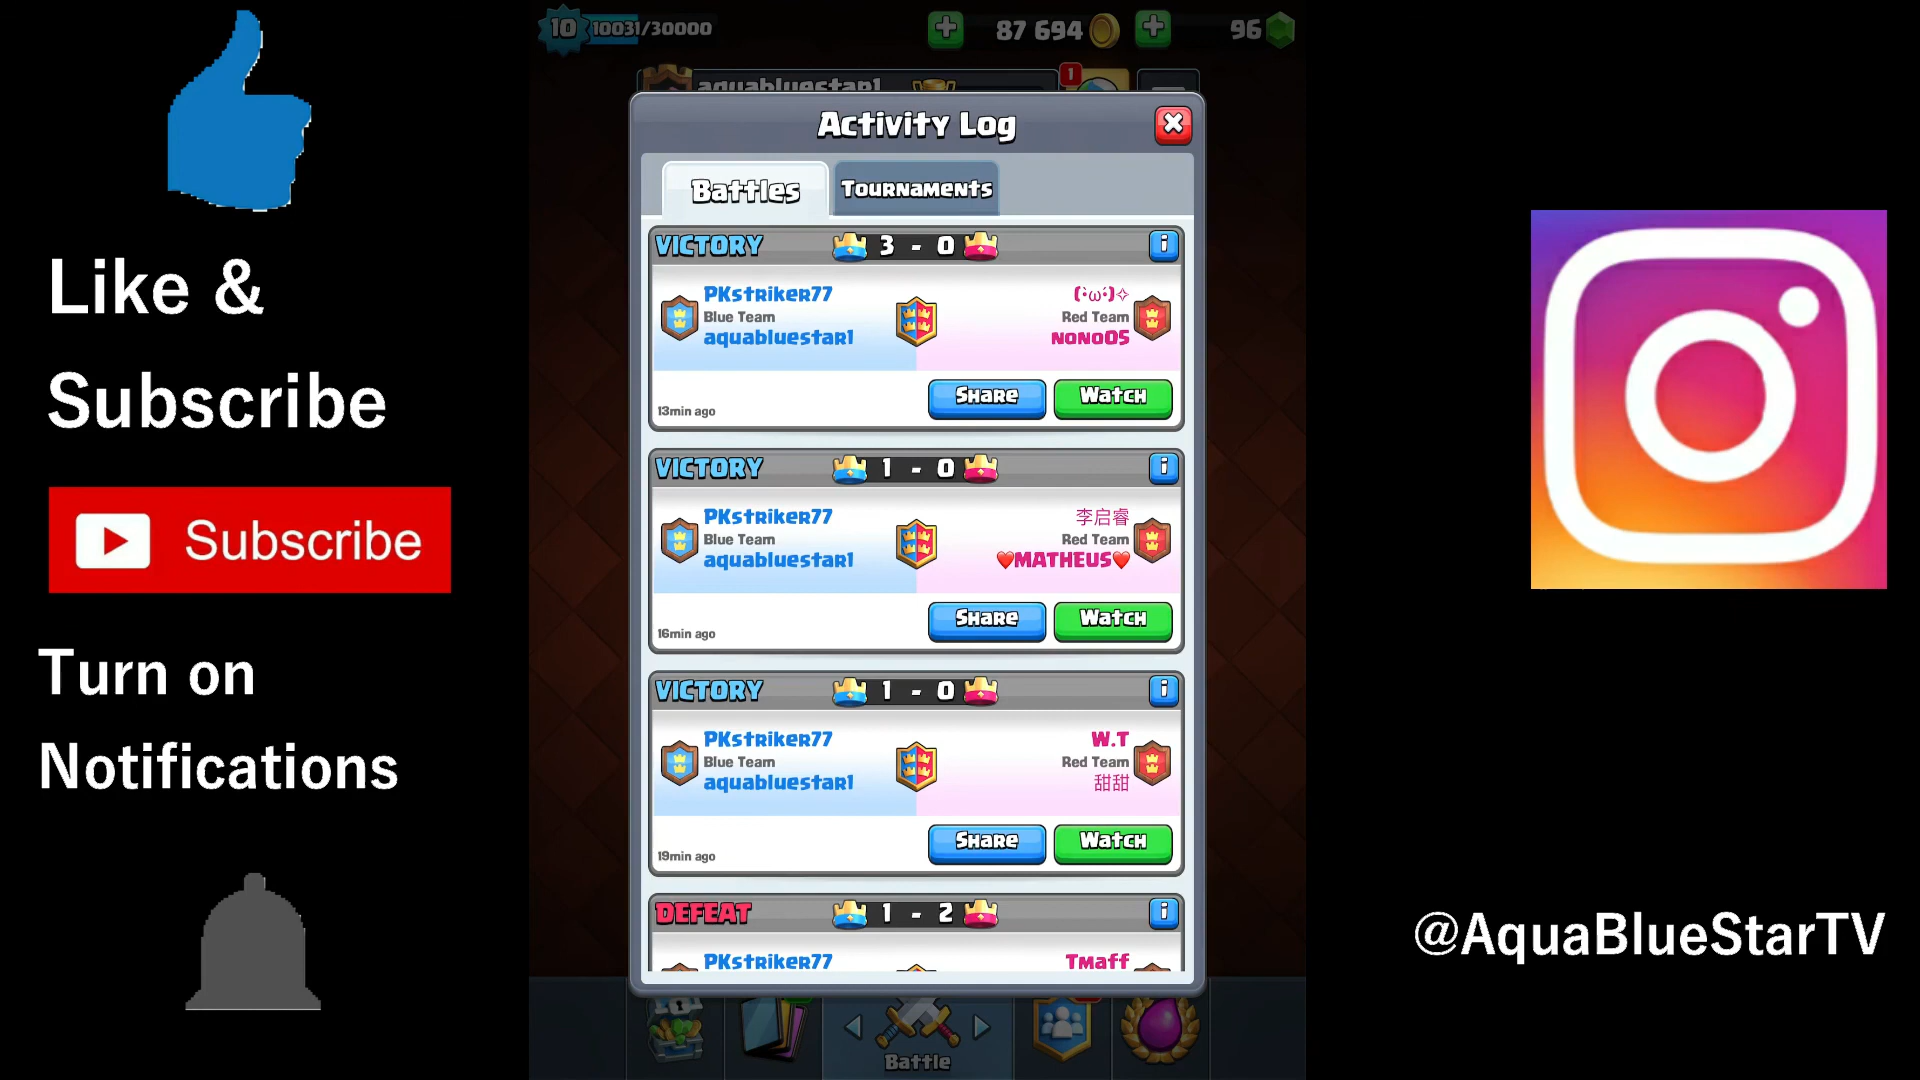 Like &
Subscribe
Subscribe
Turn on
Notifications
10 10031/30000
87 694
96
aquabluestar1
1
Activity Log
Battles
Tournaments
VICTORY 3 - 0 i
PKstriker77
Blue Team
aquabluestar1
(•̀ω•́)✧
Red Team
nono05
13min ago
Share
Watch
VICTORY 1 - 0 i
PKstriker77
Blue Team
aquabluestar1
李启睿
Red Team
❤MATHEUS❤
16min ago
Share
Watch
VICTORY 1 - 0 i
PKstriker77
Blue Team
aquabluestar1
W.T
Red Team
甜甜
19min ago
Share
Watch
DEFEAT 1 - 2 i
PKstriker77
Tmaff
Battle
@AquaBlueStarTV